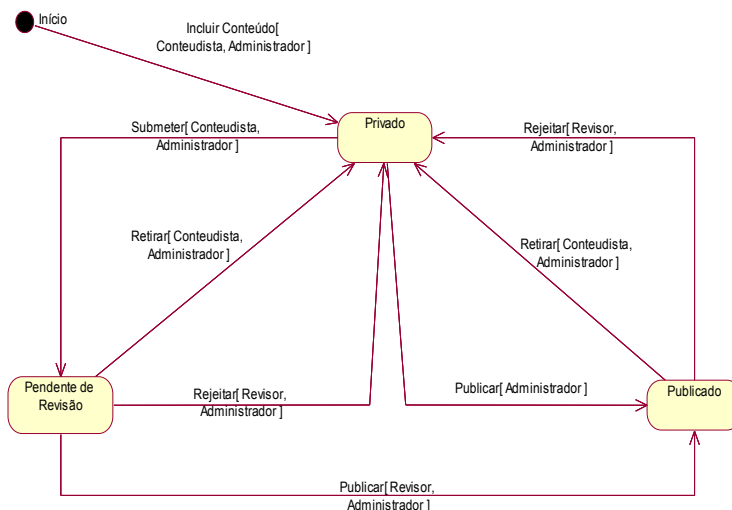 Início
Incluir Conteúdo[
Conteudista, Administrador ]
Submeter[ Conteudista,
Administrador ]
Privado
Rejeitar[ Revisor,
Administrador ]
Retirar[ Conteudista,
Administrador ]
Retirar[ Conteudista,
Administrador ]
Pendente de
Revisão
Rejeitar[ Revisor,
Administrador ]
Publicar[ Administrador ]
Publicado
Publicar[ Revisor,
Administrador ]